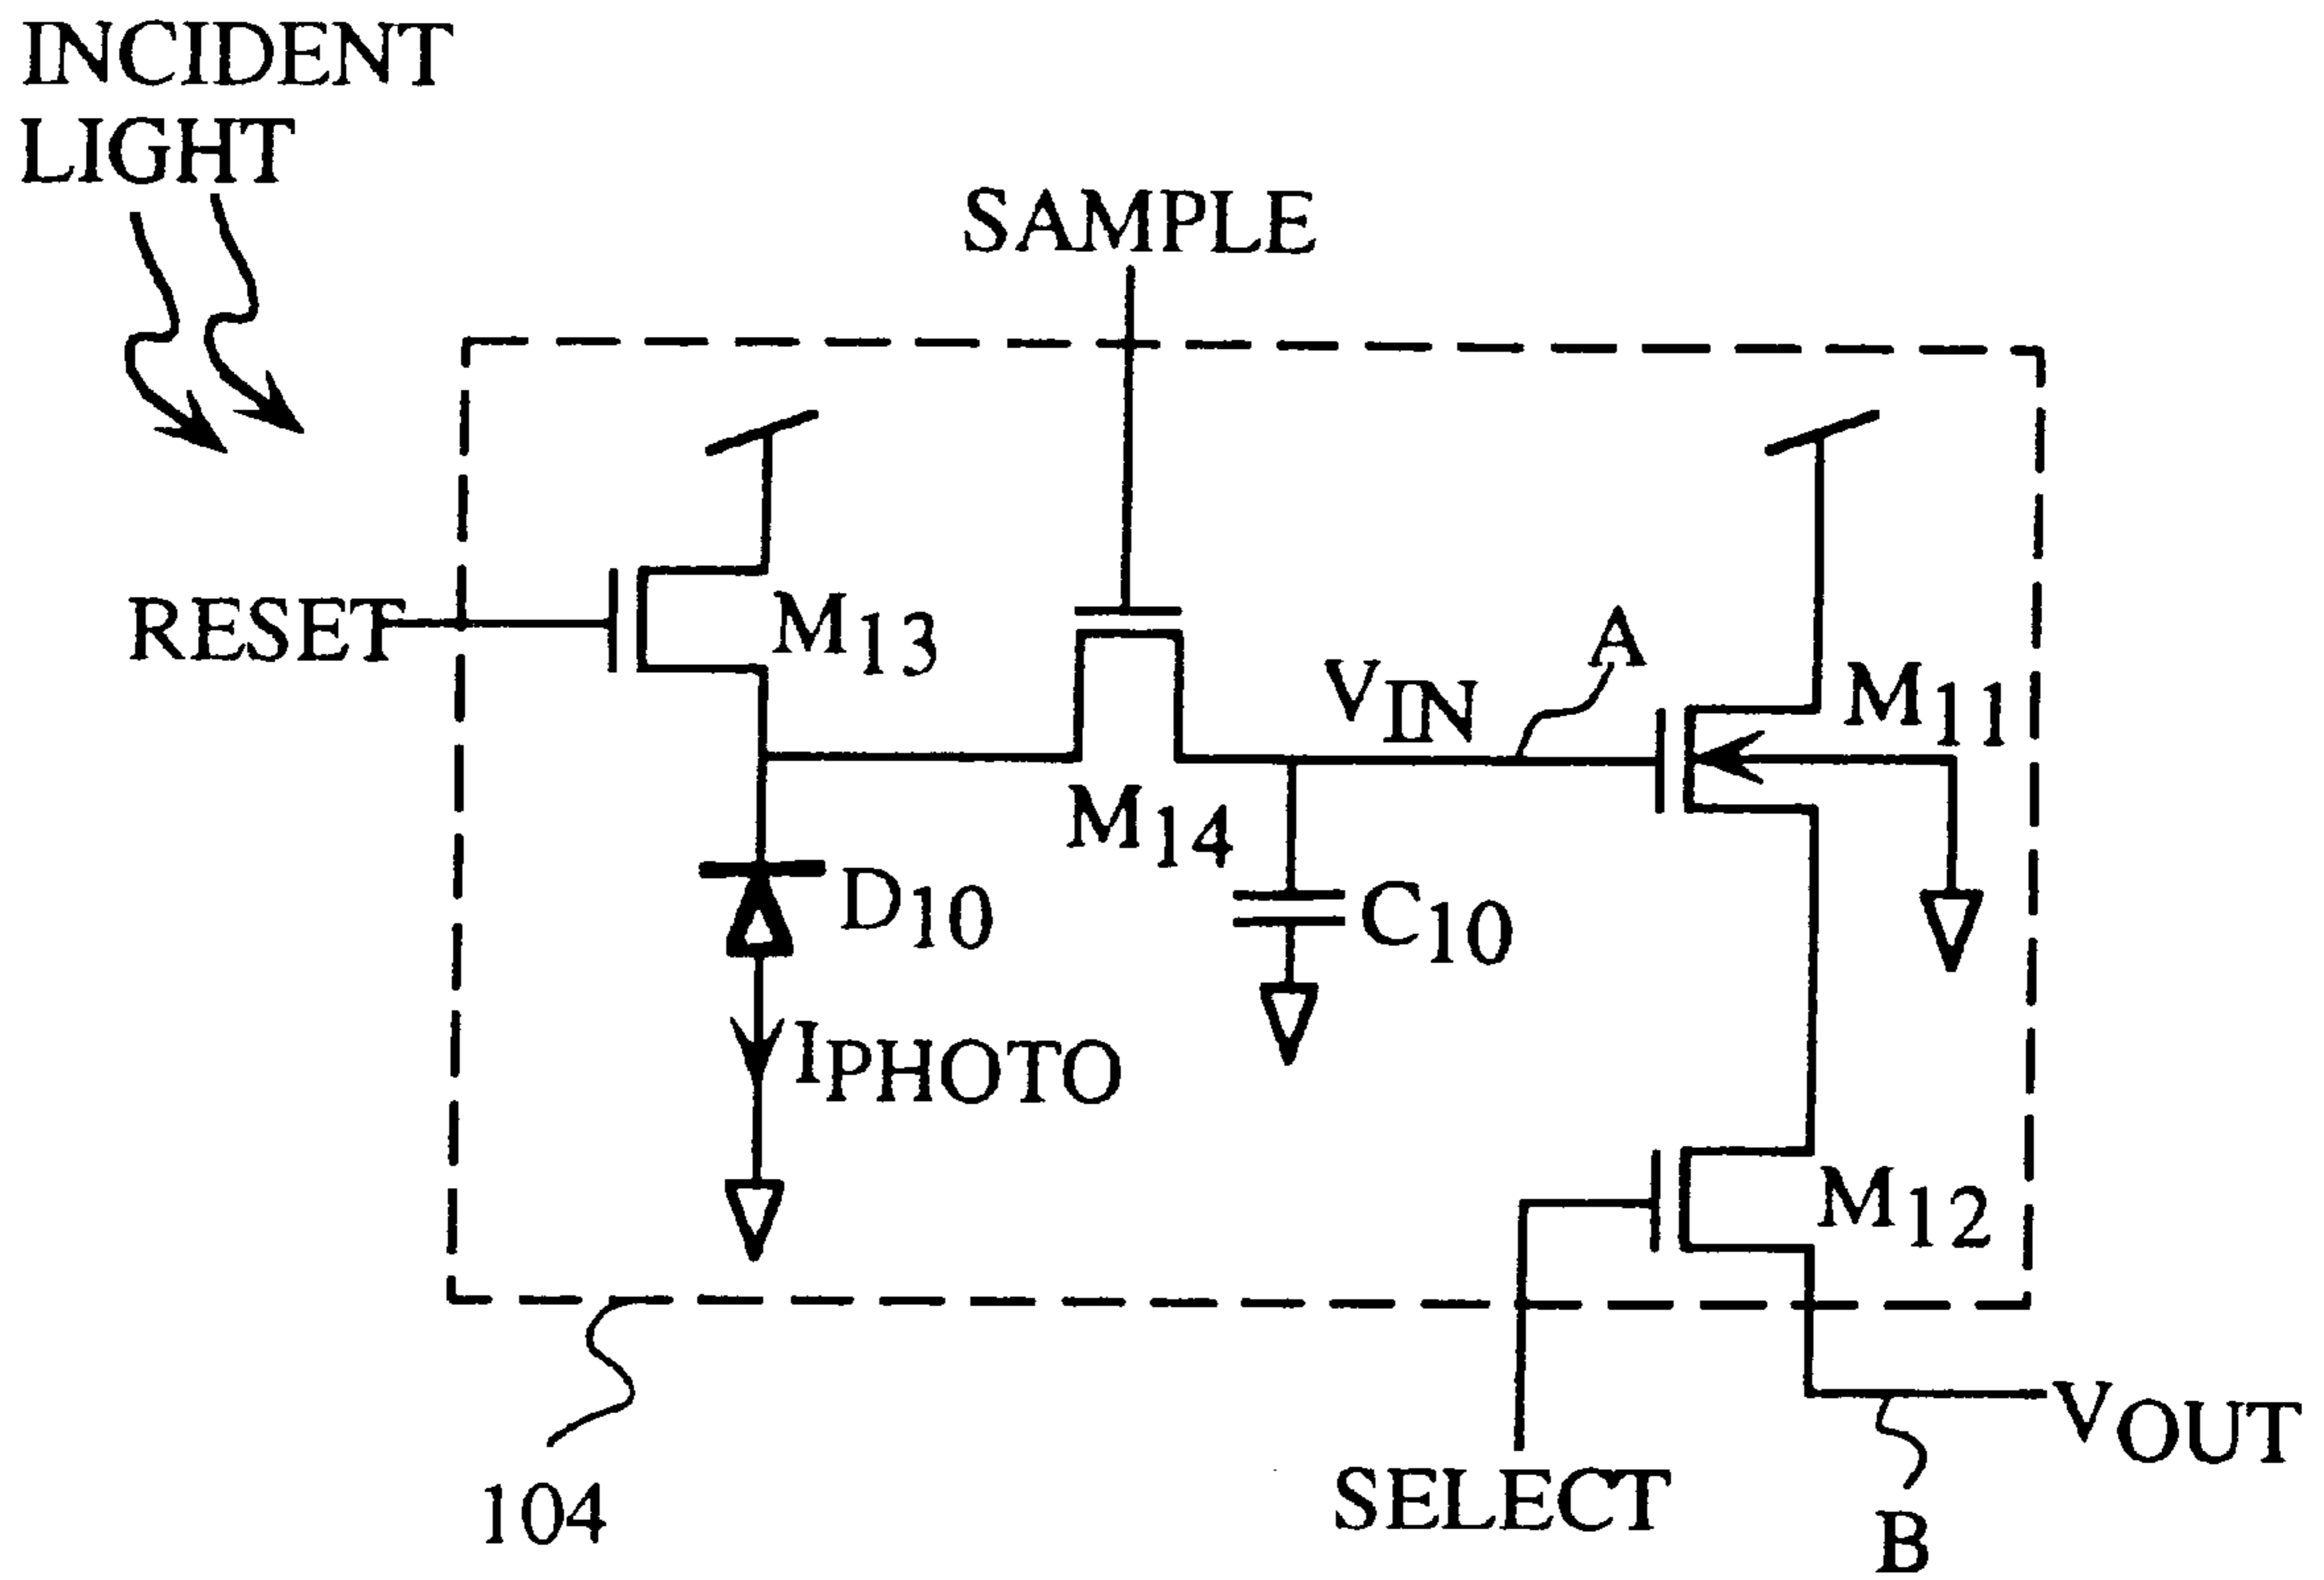 INCIDENT
LIGHT
SAMPLE
RESET
M13
A
VIN
M11
M14
D10
C10
IPHOTO
M12
VOUT
104
SELECT
B